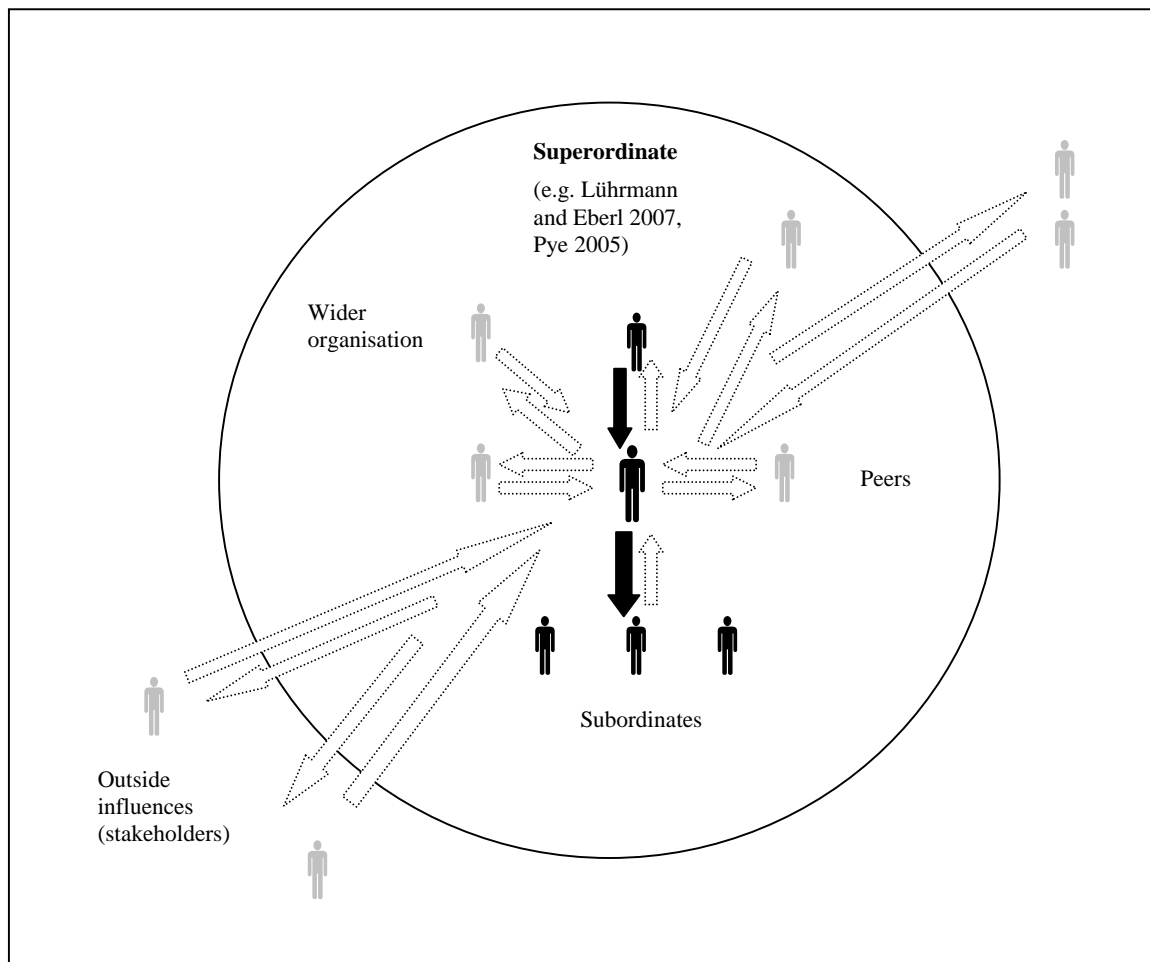 Superordinate
(e.g. Lührmann
and Eberl 2007,
Pye 2005)
Wider
organisation
Peers
Subordinates
Outside
influences
(stakeholders)